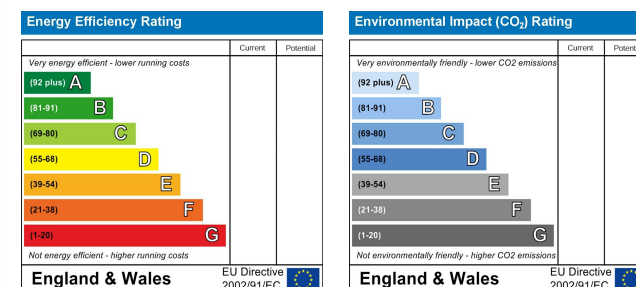 Energy Efficiency Rating
Current Potential
Very energy efficient - lower running costs
(92 plus) A
(81-91) B
(69-80) C
(55-68) D
(39-54) E
(21-38) F
(1-20) G
Not energy efficient - higher running costs
England & Wales
EU Directive
2002/91/EC
Environmental Impact (CO2) Rating
Current Potent
Very environmentally friendly - lower CO2 emissions
(92 plus) A
(81-91) B
(69-80) C
(55-68) D
(39-54) E
(21-38) F
(1-20) G
Not environmentally friendly - higher CO2 emissions
England & Wales
EU Directive
2002/91/EC